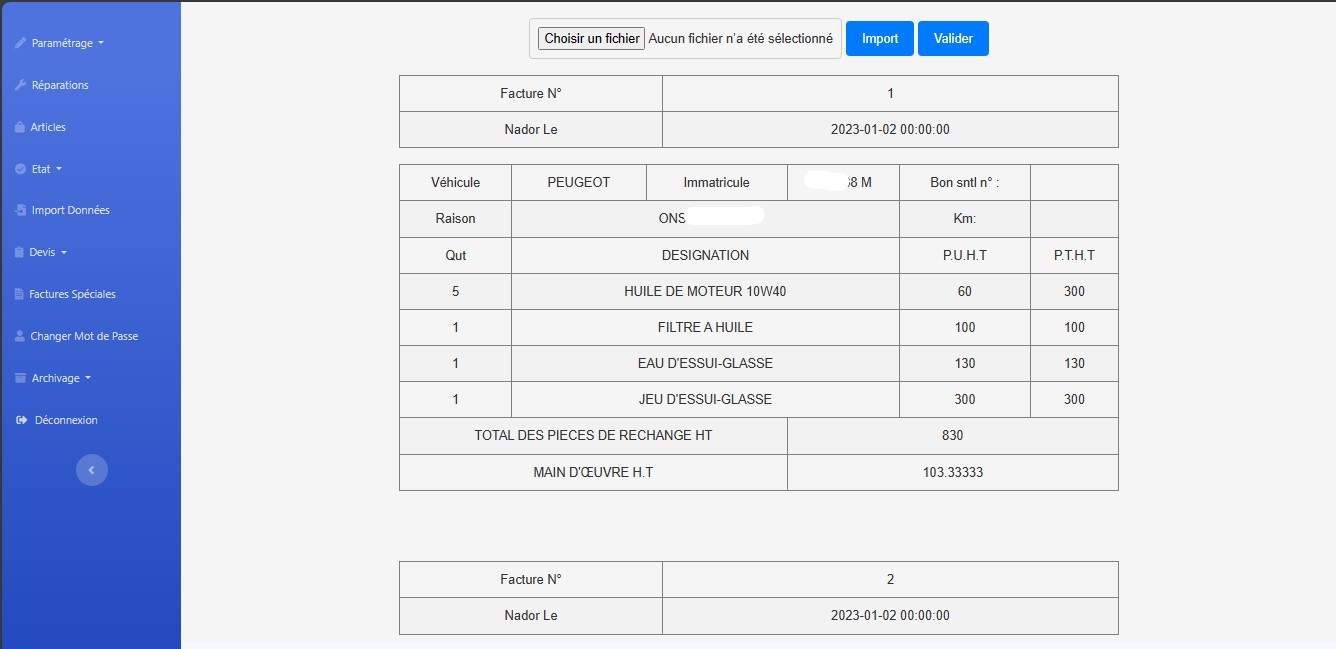 Paramétrage
Réparations
Articles
Etat
Import Données
Devis
Factures Spéciales
Changer Mot de Passe
Archivage
Déconnexion
Choisir un fichier Aucun fichier n'a été sélectionné Import Valider
Facture N° 1
Nador Le 2023-01-02 00:00:00
Véhicule PEUGEOT Immatricule 8 M Bon sntl n° :
Raison ONS Km:
Qut DESIGNATION P.U.H.T P.T.H.T
5 HUILE DE MOTEUR 10W40 60 300
1 FILTRE A HUILE 100 100
1 EAU D'ESSUI-GLASSE 130 130
1 JEU D'ESSUI-GLASSE 300 300
TOTAL DES PIECES DE RECHANGE HT 830
MAIN D'ŒUVRE H.T 103.33333
Facture N° 2
Nador Le 2023-01-02 00:00:00